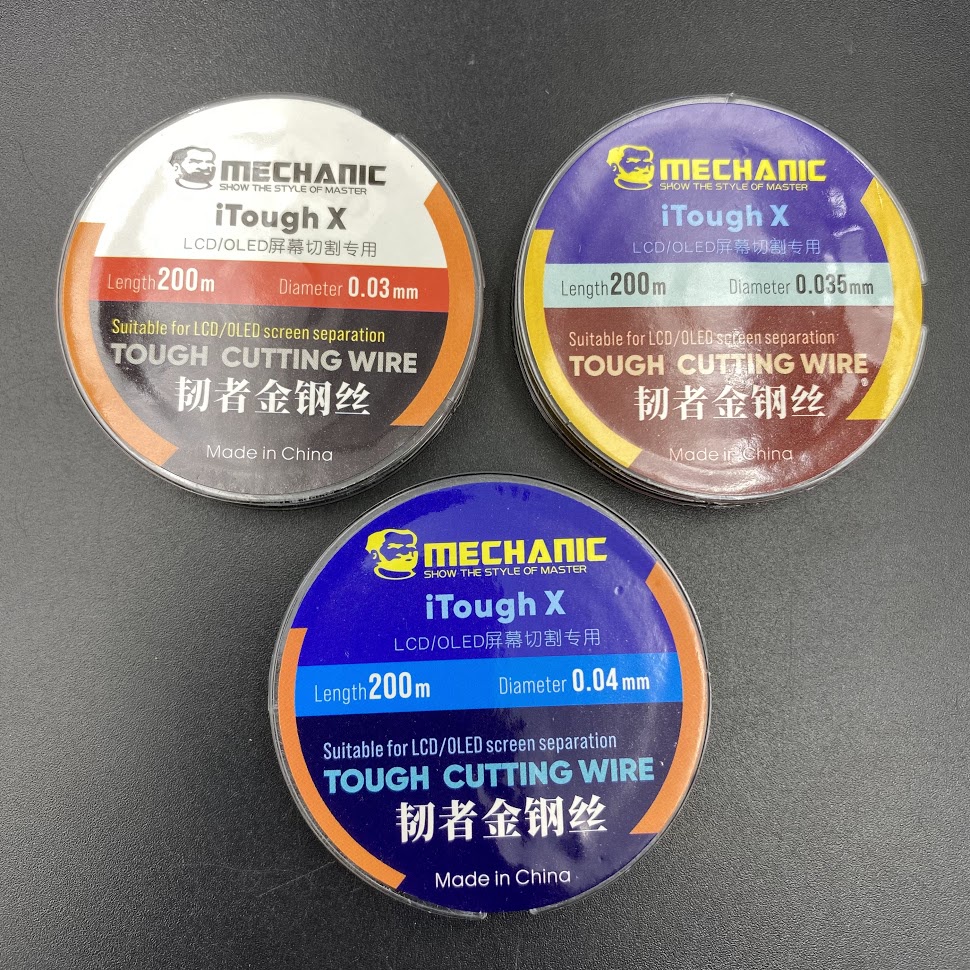 MECHANIC
SHOW THE STYLE OF MASTER
iTough X
LCD/OLED屏幕切割专用
Length 200m Diameter 0.03mm
Suitable for LCD/OLED screen separation
TOUGH CUTTING WIRE
韧者金钢丝
Made in China
MECHANIC
SHOW THE STYLE OF MASTER
iTough X
LCD/OLED屏幕切割专用
Length 200m Diameter 0.035mm
Suitable for LCD/OLED screen separation
TOUGH CUTTING WIRE
韧者金钢丝
Made in China
MECHANIC
SHOW THE STYLE OF MASTER
iTough X
LCD/OLED屏幕切割专用
Length 200m Diameter 0.04mm
Suitable for LCD/OLED screen separation
TOUGH CUTTING WIRE
韧者金钢丝
Made in China